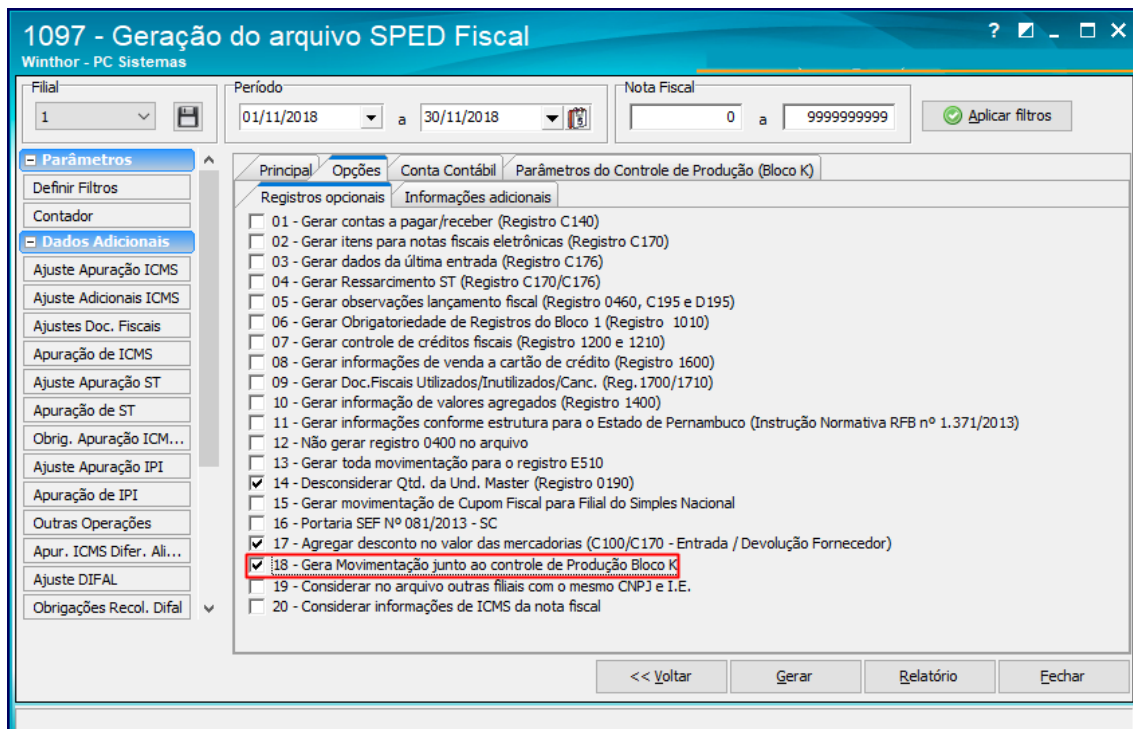 1097 - Geração do arquivo SPED Fiscal
Winthor - PC Sistemas
Filial
Período
Nota Fiscal
1
01/11/2018 a 30/11/2018
0 a 9999999999
Aplicar filtros
Parâmetros
Definir Filtros
Contador
Dados Adicionais
Ajuste Apuração ICMS
Ajuste Adicionais ICMS
Ajustes Doc. Fiscais
Apuração de ICMS
Ajuste Apuração ST
Apuração de ST
Obrig. Apuração ICM...
Ajuste Apuração IPI
Apuração de IPI
Outras Operações
Apur. ICMS Difer. Ali...
Ajuste DIFAL
Obrigações Recol. Difal
Principal Opções Conta Contábil Parâmetros do Controle de Produção (Bloco K)
Registros opcionais Informações adicionais
01 - Gerar contas a pagar/receber (Registro C140)
02 - Gerar itens para notas fiscais eletrônicas (Registro C170)
03 - Gerar dados da última entrada (Registro C176)
04 - Gerar Ressarcimento ST (Registro C170/C176)
05 - Gerar observações lançamento fiscal (Registro 0460, C195 e D195)
06 - Gerar Obrigatoriedade de Registros do Bloco 1 (Registro 1010)
07 - Gerar controle de créditos fiscais (Registro 1200 e 1210)
08 - Gerar informações de venda a cartão de crédito (Registro 1600)
09 - Gerar Doc.Fiscais Utilizados/Inutilizados/Canc. (Reg.1700/1710)
10 - Gerar informação de valores agregados (Registro 1400)
11 - Gerar informações conforme estrutura para o Estado de Pernambuco (Instrução Normativa RFB nº 1.371/2013)
12 - Não gerar registro 0400 no arquivo
13 - Gerar toda movimentação para o registro E510
14 - Desconsiderar Qtd. da Und. Master (Registro 0190)
15 - Gerar movimentação de Cupom Fiscal para Filial do Simples Nacional
16 - Portaria SEF Nº 081/2013 - SC
17 - Agregar desconto no valor das mercadorias (C100/C170 - Entrada / Devolução Fornecedor)
18 - Gera Movimentação junto ao controle de Produção Bloco K
19 - Considerar no arquivo outras filiais com o mesmo CNPJ e I.E.
20 - Considerar informações de ICMS da nota fiscal
<< Voltar Gerar Relatório Fechar